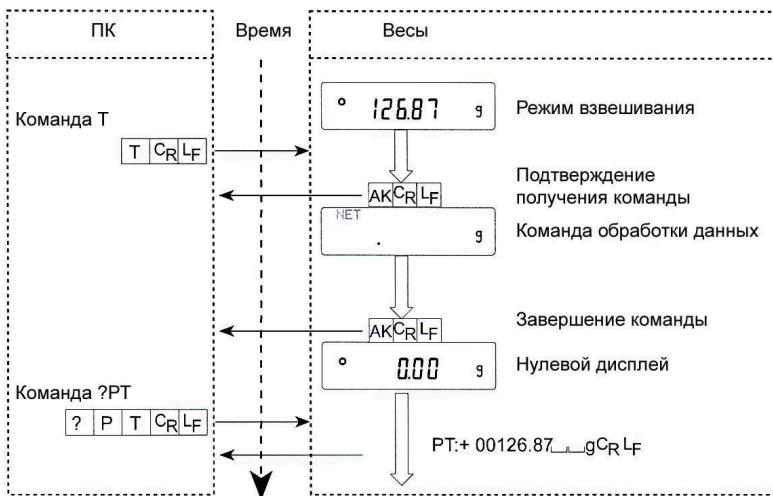 ПК Время Весы
126.87 g Режим взвешивания
Команда T
T CR LF
Подтверждение
получения команды
AK CR LF
NET
. g Команда обработки данных
Завершение команды
AK CR LF
0.00 g Нулевой дисплей
Команда ?PT
? P T CR LF
PT:+ 00126.87␣␣gCR LF